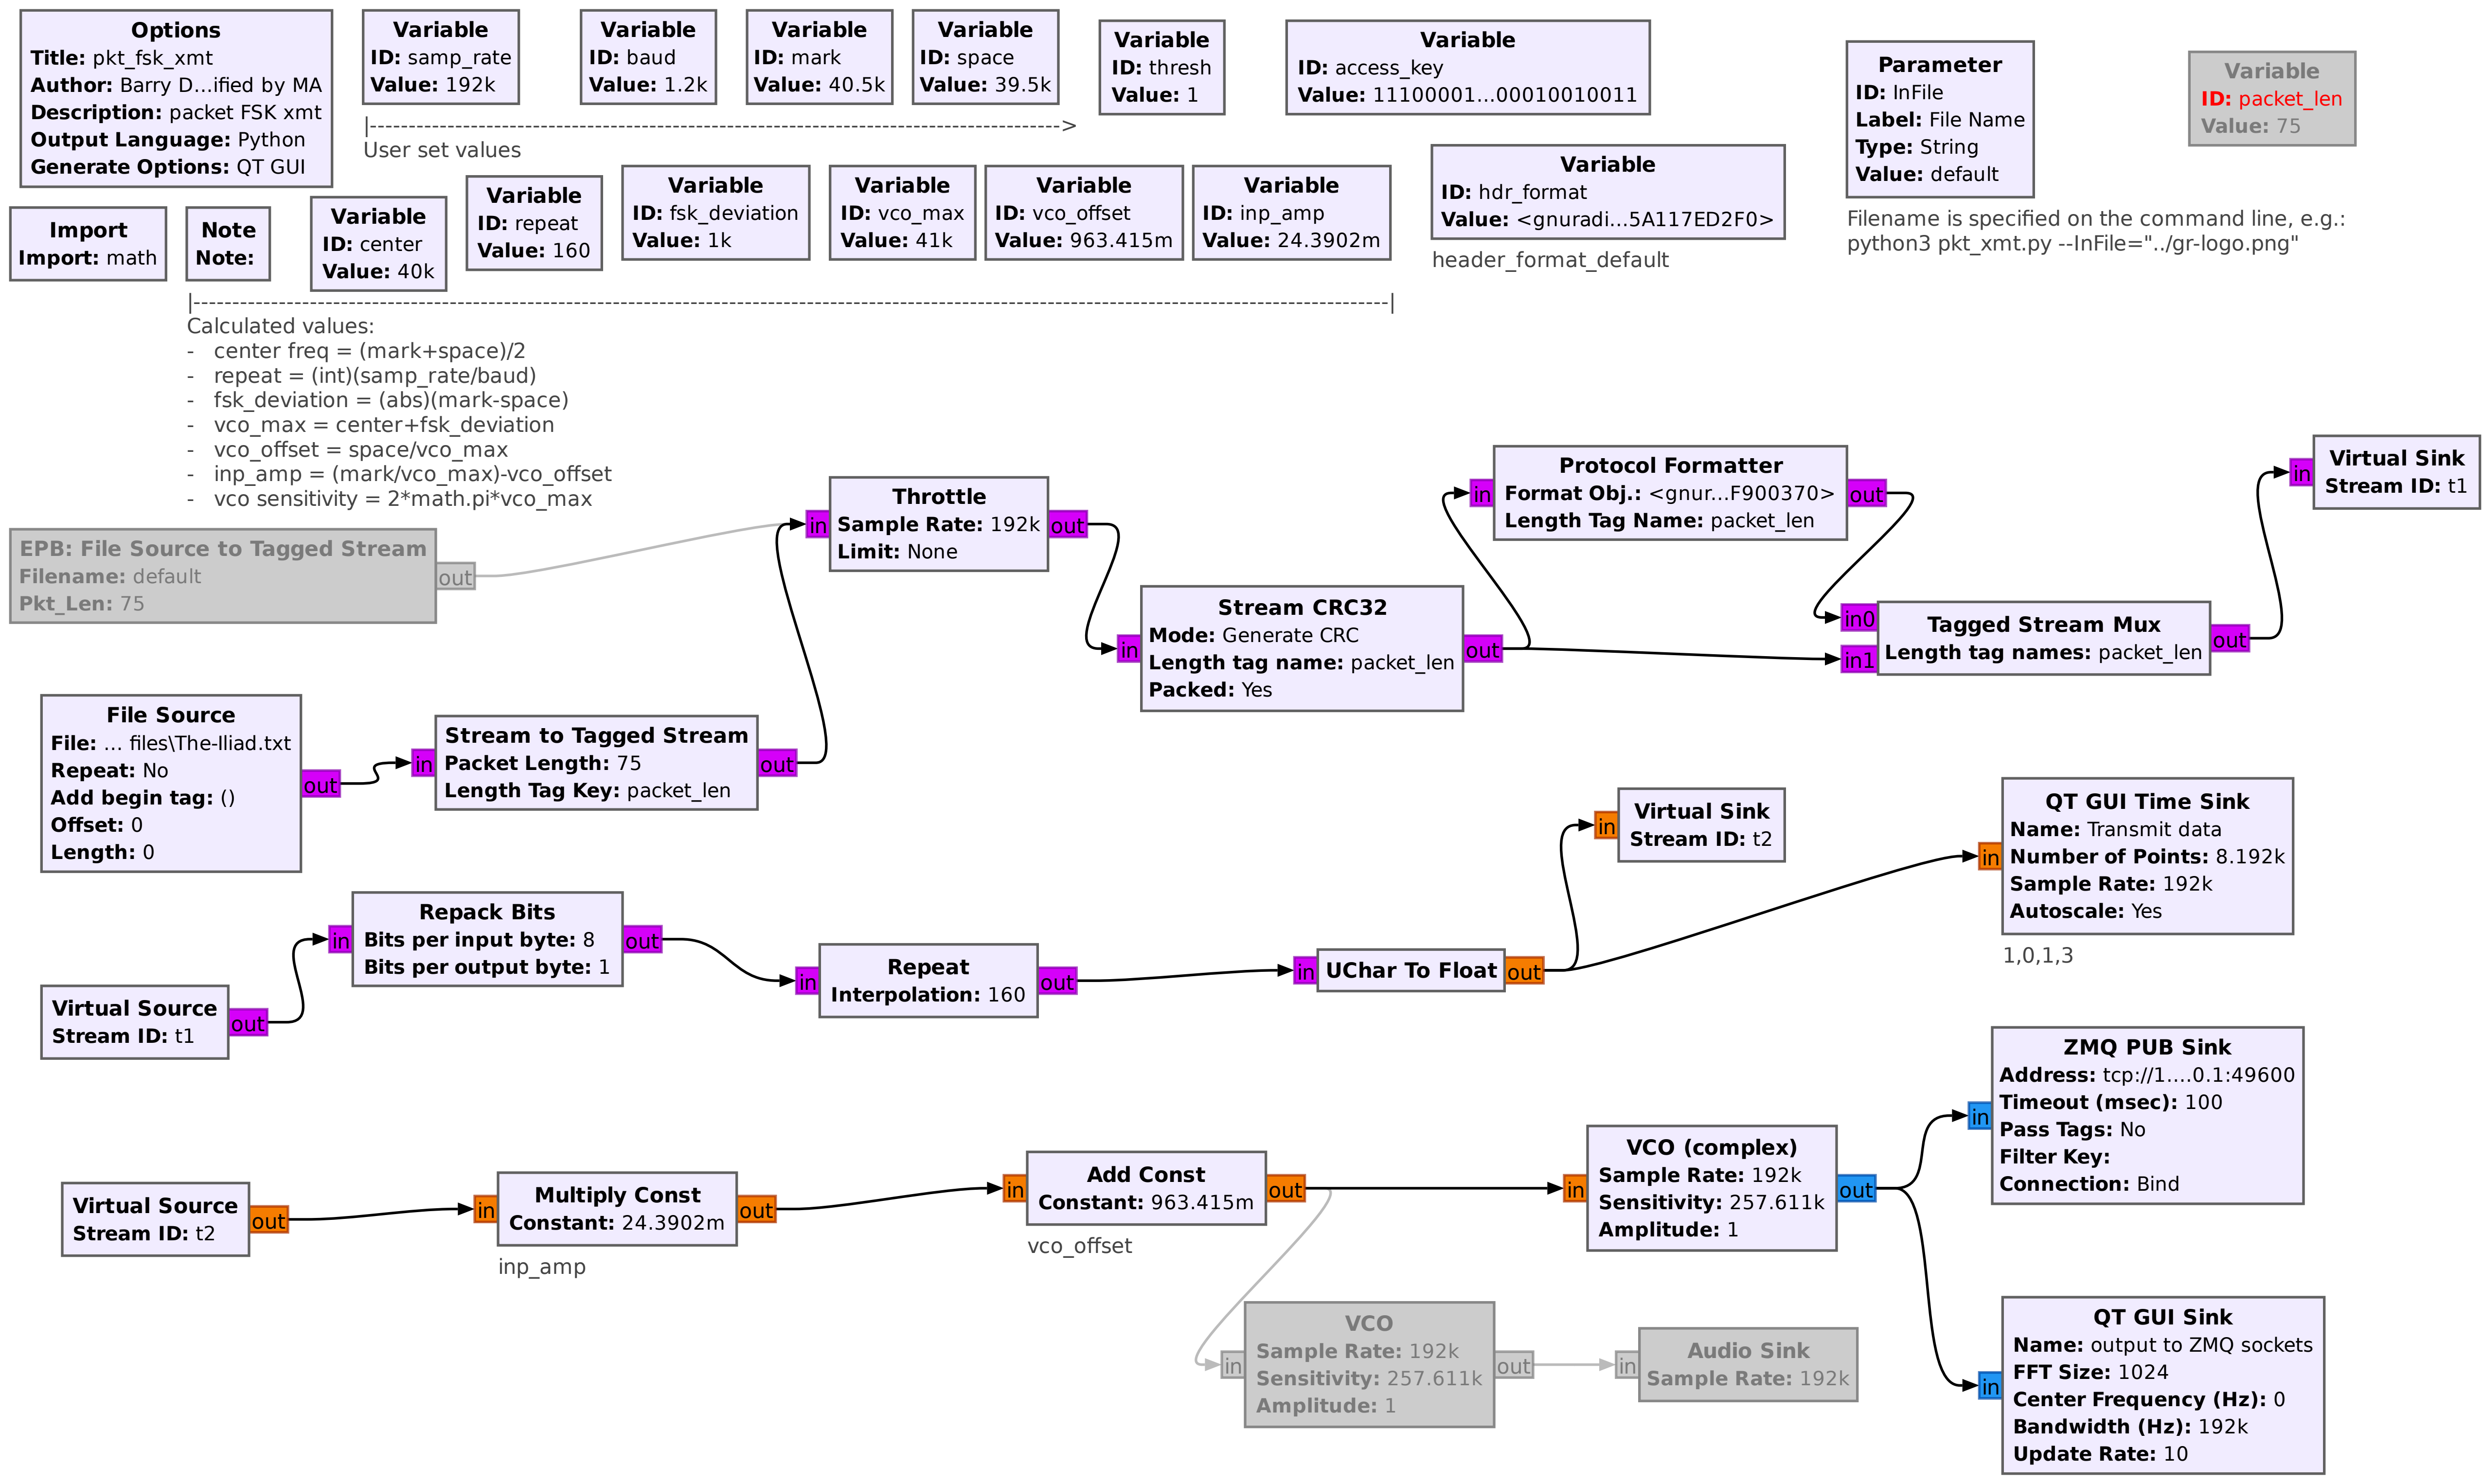 Options
Title: pkt_fsk_xmt
Author: Barry D...ified by MA
Description: packet FSK xmt
Output Language: Python
Generate Options: QT GUI
Variable
ID: samp_rate
Value: 192k
Variable
ID: baud
Value: 1.2k
Variable
ID: mark
Value: 40.5k
Variable
ID: space
Value: 39.5k
|----------------------------------------------------------------------------------------->
User set values
Variable
ID: thresh
Value: 1
Variable
ID: access_key
Value: 11100001...00010010011
Parameter
ID: InFile
Label: File Name
Type: String
Value: default
Filename is specified on the command line, e.g.:
python3 pkt_xmt.py --InFile="../gr-logo.png"
Variable
ID: packet_len
Value: 75
Import
Import: math
Note
Note:
Variable
ID: center
Value: 40k
Variable
ID: repeat
Value: 160
Variable
ID: fsk_deviation
Value: 1k
Variable
ID: vco_max
Value: 41k
Variable
ID: vco_offset
Value: 963.415m
Variable
ID: inp_amp
Value: 24.3902m
Variable
ID: hdr_format
Value: <gnuradi...5A117ED2F0>
header_format_default
|----------------------------------------------------------------------------------------------------------------------------------------------------------|
Calculated values:
- center freq = (mark+space)/2
- repeat = (int)(samp_rate/baud)
- fsk_deviation = (abs)(mark-space)
- vco_max = center+fsk_deviation
- vco_offset = space/vco_max
- inp_amp = (mark/vco_max)-vco_offset
- vco sensitivity = 2*math.pi*vco_max
EPB: File Source to Tagged Stream
Filename: default
Pkt_Len: 75
out
in
Throttle
Sample Rate: 192k
Limit: None
out
in
Stream CRC32
Mode: Generate CRC
Length tag name: packet_len
Packed: Yes
out
in
Protocol Formatter
Format Obj.: <gnur...F900370>
Length Tag Name: packet_len
out
in0
in1
Tagged Stream Mux
Length tag names: packet_len
out
in
Virtual Sink
Stream ID: t1
File Source
File: ... files\The-Iliad.txt
Repeat: No
Add begin tag: ()
Offset: 0
Length: 0
out
in
Stream to Tagged Stream
Packet Length: 75
Length Tag Key: packet_len
out
Virtual Source
Stream ID: t1
out
in
Repack Bits
Bits per input byte: 8
Bits per output byte: 1
out
in
Repeat
Interpolation: 160
out
in
UChar To Float
out
in
Virtual Sink
Stream ID: t2
in
QT GUI Time Sink
Name: Transmit data
Number of Points: 8.192k
Sample Rate: 192k
Autoscale: Yes
1,0,1,3
Virtual Source
Stream ID: t2
out
in
Multiply Const
Constant: 24.3902m
out
inp_amp
in
Add Const
Constant: 963.415m
out
vco_offset
in
VCO (complex)
Sample Rate: 192k
Sensitivity: 257.611k
Amplitude: 1
out
in
ZMQ PUB Sink
Address: tcp://1....0.1:49600
Timeout (msec): 100
Pass Tags: No
Filter Key:
Connection: Bind
in
VCO
Sample Rate: 192k
Sensitivity: 257.611k
Amplitude: 1
out
in
Audio Sink
Sample Rate: 192k
in
QT GUI Sink
Name: output to ZMQ sockets
FFT Size: 1024
Center Frequency (Hz): 0
Bandwidth (Hz): 192k
Update Rate: 10